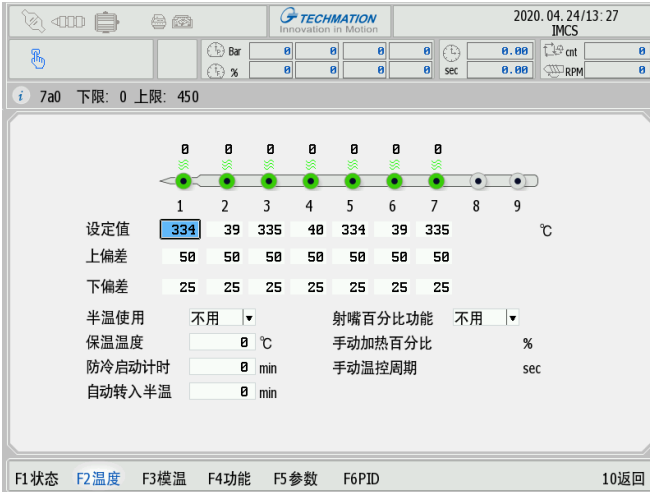 TECHMATION
Innovation in Motion
2020.04.24/13:27
IMCS
Bar 0 0 0 0 0.00 cnt 0
% 0 0 0 0 sec 0.00 RPM 0
i 7a0 下限: 0 上限: 450
0 0 0 0 0 0 0
1 2 3 4 5 6 7 8 9
设定值 334 39 335 40 334 39 335 ℃
上偏差 50 50 50 50 50 50 50
下偏差 25 25 25 25 25 25 25
半温使用 不用 射嘴百分比功能 不用
保温温度 0 ℃ 手动加热百分比 %
防冷启动计时 0 min 手动温控周期 sec
自动转入半温 0 min
F1状态 F2温度 F3模温 F4功能 F5参数 F6PID 10返回